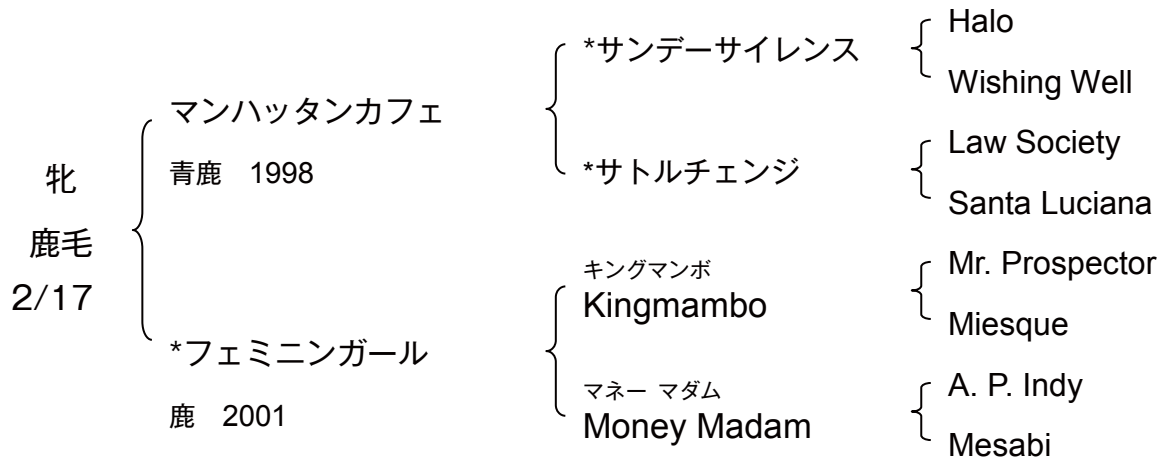 牝
鹿毛
2/17
マンハッタンカフェ
青鹿　1998
*フェミニンガール
鹿　2001
*サンデーサイレンス
*サトルチェンジ
キングマンボ
Kingmambo
マネー マダム
Money Madam
Halo
Wishing Well
Law Society
Santa Luciana
Mr. Prospector
Miesque
A. P. Indy
Mesabi